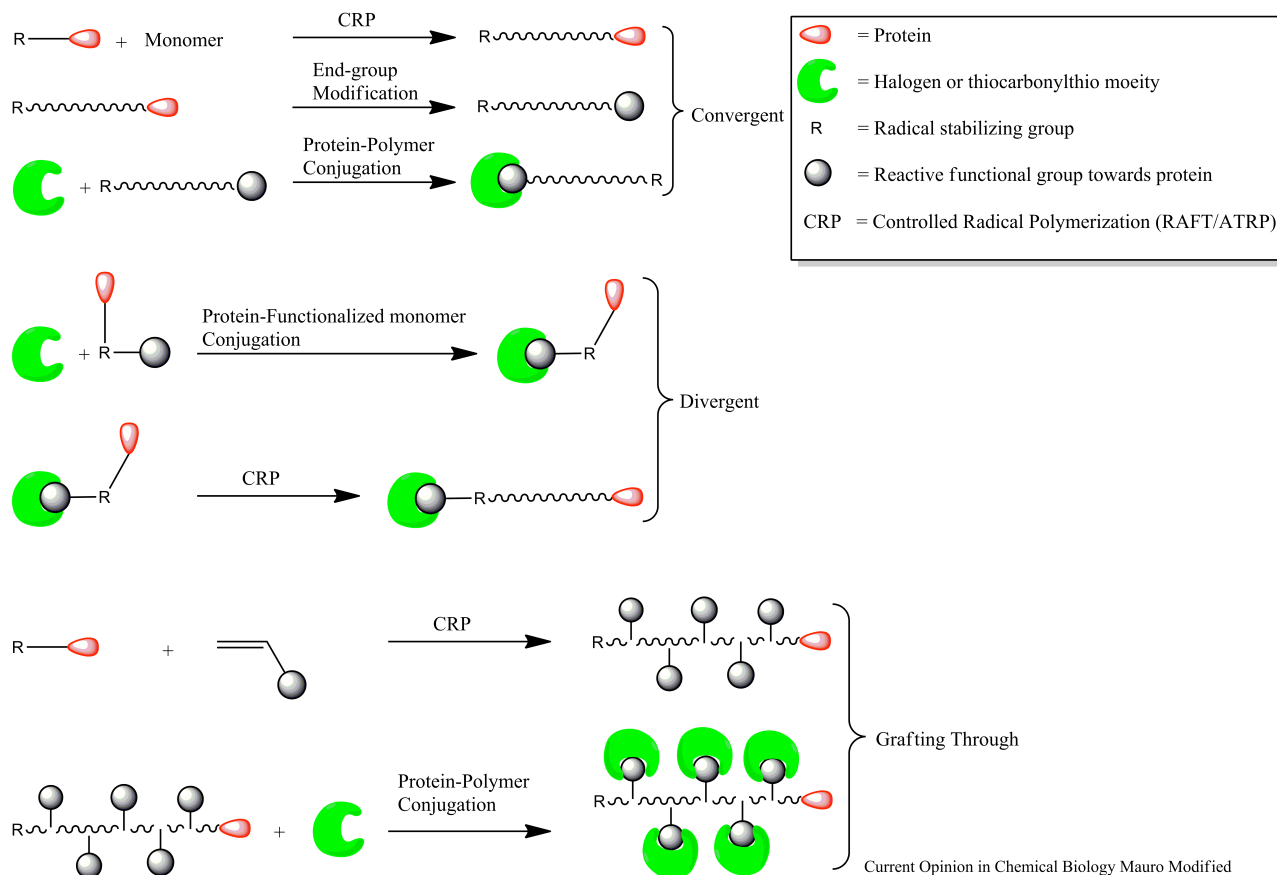 R + Monomer CRP R
End-group
Modification
R R
Convergent
Protein-Polymer
Conjugation
+ R R
= Protein
= Halogen or thiocarbonylthio moeity
R = Radical stabilizing group
= Reactive functional group towards protein
CRP = Controlled Radical Polymerization (RAFT/ATRP)
Protein-Functionalized monomer
Conjugation
+ R R
Divergent
CRP
R R
CRP
R + R
Grafting Through
Protein-Polymer
Conjugation
R + R
Current Opinion in Chemical Biology Mauro Modified